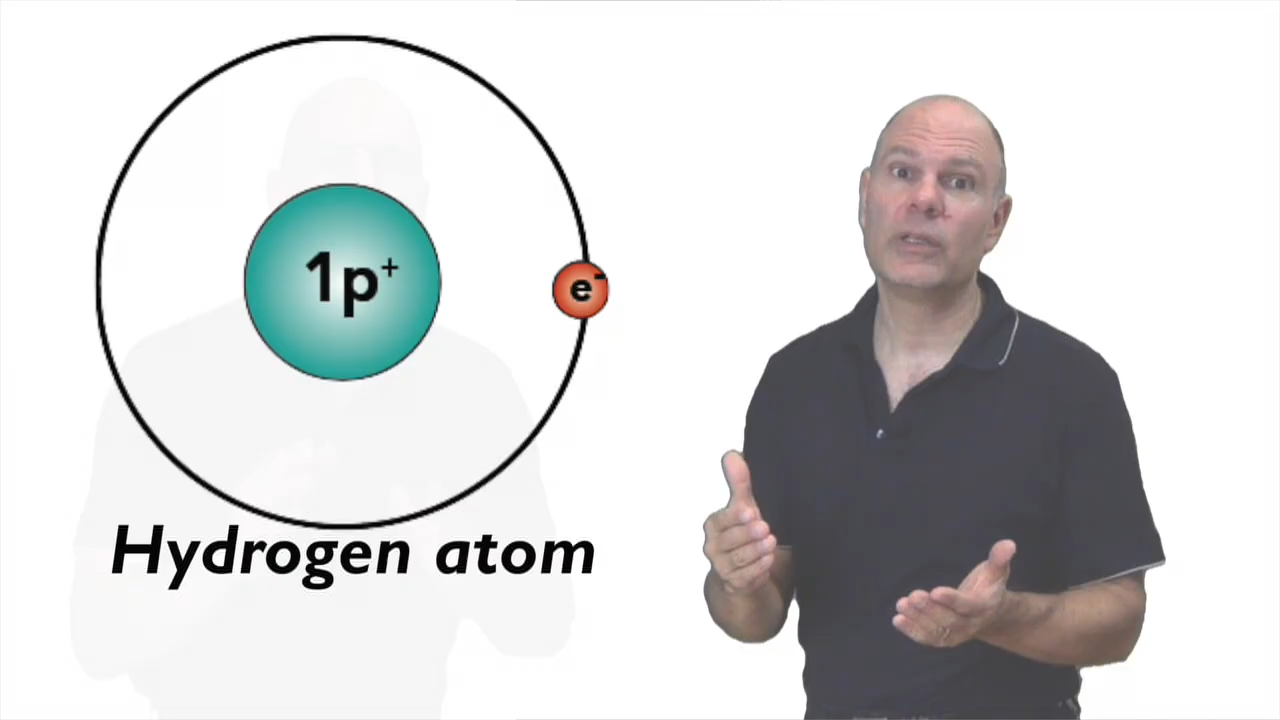 1p⁺
e⁻
Hydrogen atom